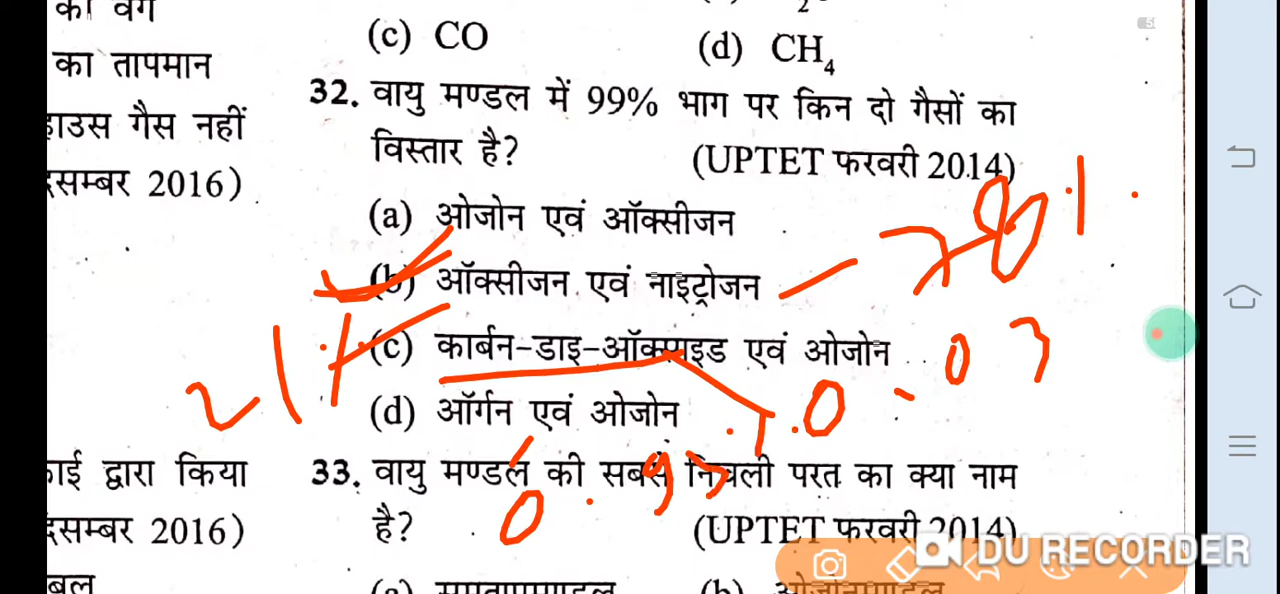 का वर्ग
का तापमान
हाउस गैस नहीं
दिसम्बर 2016)
(c) CO
(d) CH4
32. वायु मण्डल में 99% भाग पर किन दो गैसों का
विस्तार है?
(UPTET फरवरी 2014)
(a) ओजोन एवं ऑक्सीजन
(b) ऑक्सीजन एवं नाइट्रोजन
78%
21%
(c) कार्बन-डाइ-ऑक्साइड एवं ओजोन
0.03
(d) ऑर्गन एवं ओजोन
0.93
33. वायु मण्डल की सबसे निचली परत का क्या नाम
है?
(UPTET फरवरी 2014)
काई द्वारा किया
दिसम्बर 2016)
DU RECORDER